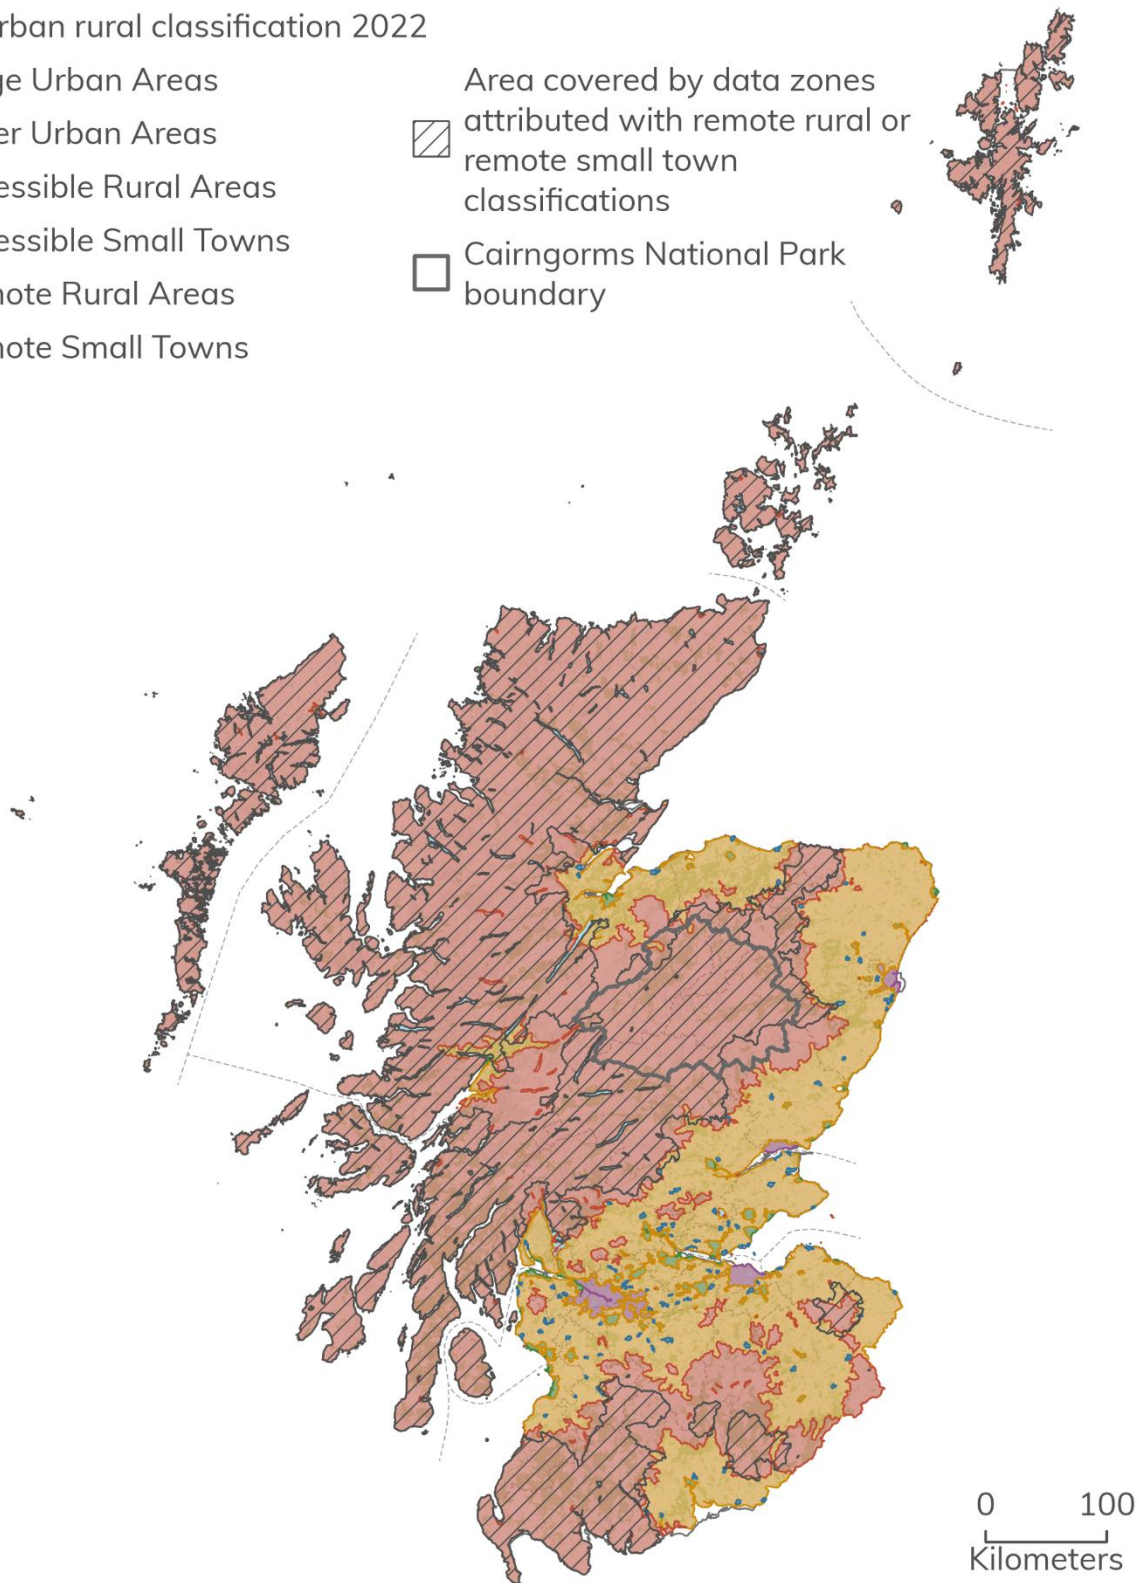 rban rural classification 2022
ge Urban Areas
er Urban Areas
essible Rural Areas
essible Small Towns
mote Rural Areas
mote Small Towns
Area covered by data zones
attributed with remote rural or
remote small town
classifications
Cairngorms National Park
boundary
0 100
Kilometers